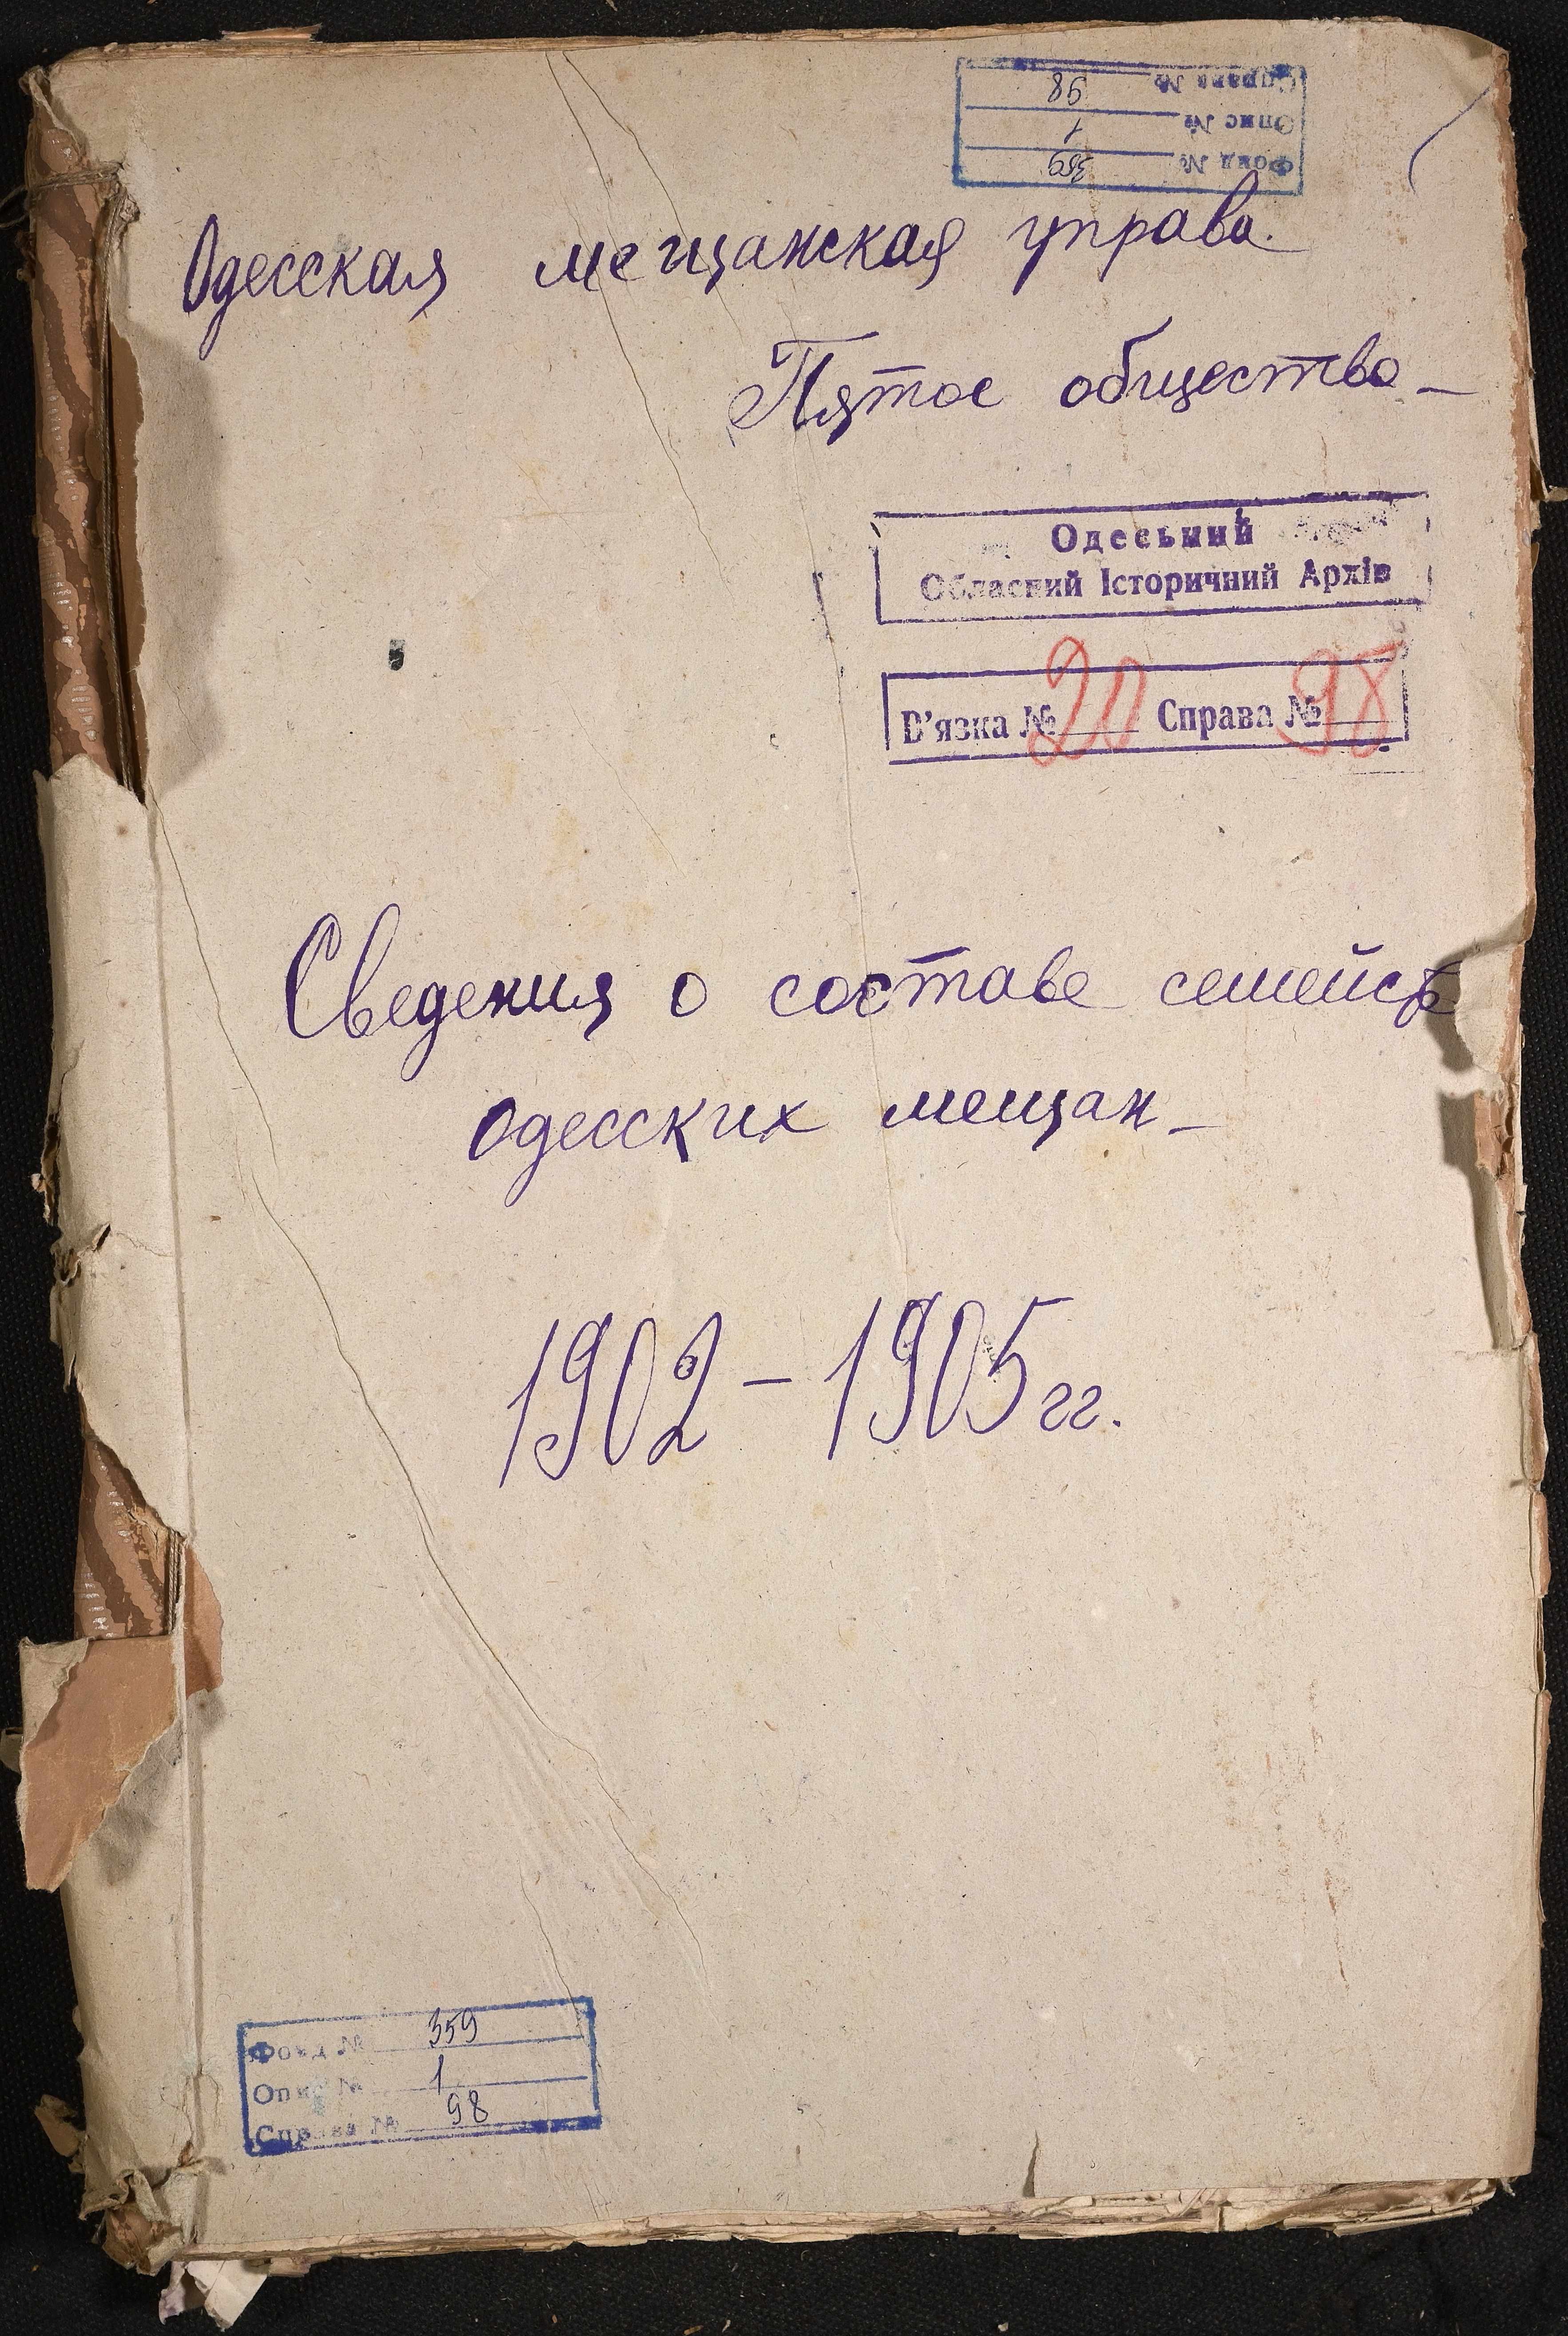 Справа № 98
Опис № 1
Фонд № 359
Одесская мещанская управа.
Пятое общество
Одеський
Обласний Історичний Архів
В'язка № 20 Справа № 98
Сведения о составе семейств
одесских мещан
1902 - 1905 гг.
Фонд № 359
Опис № 1
Справа № 98